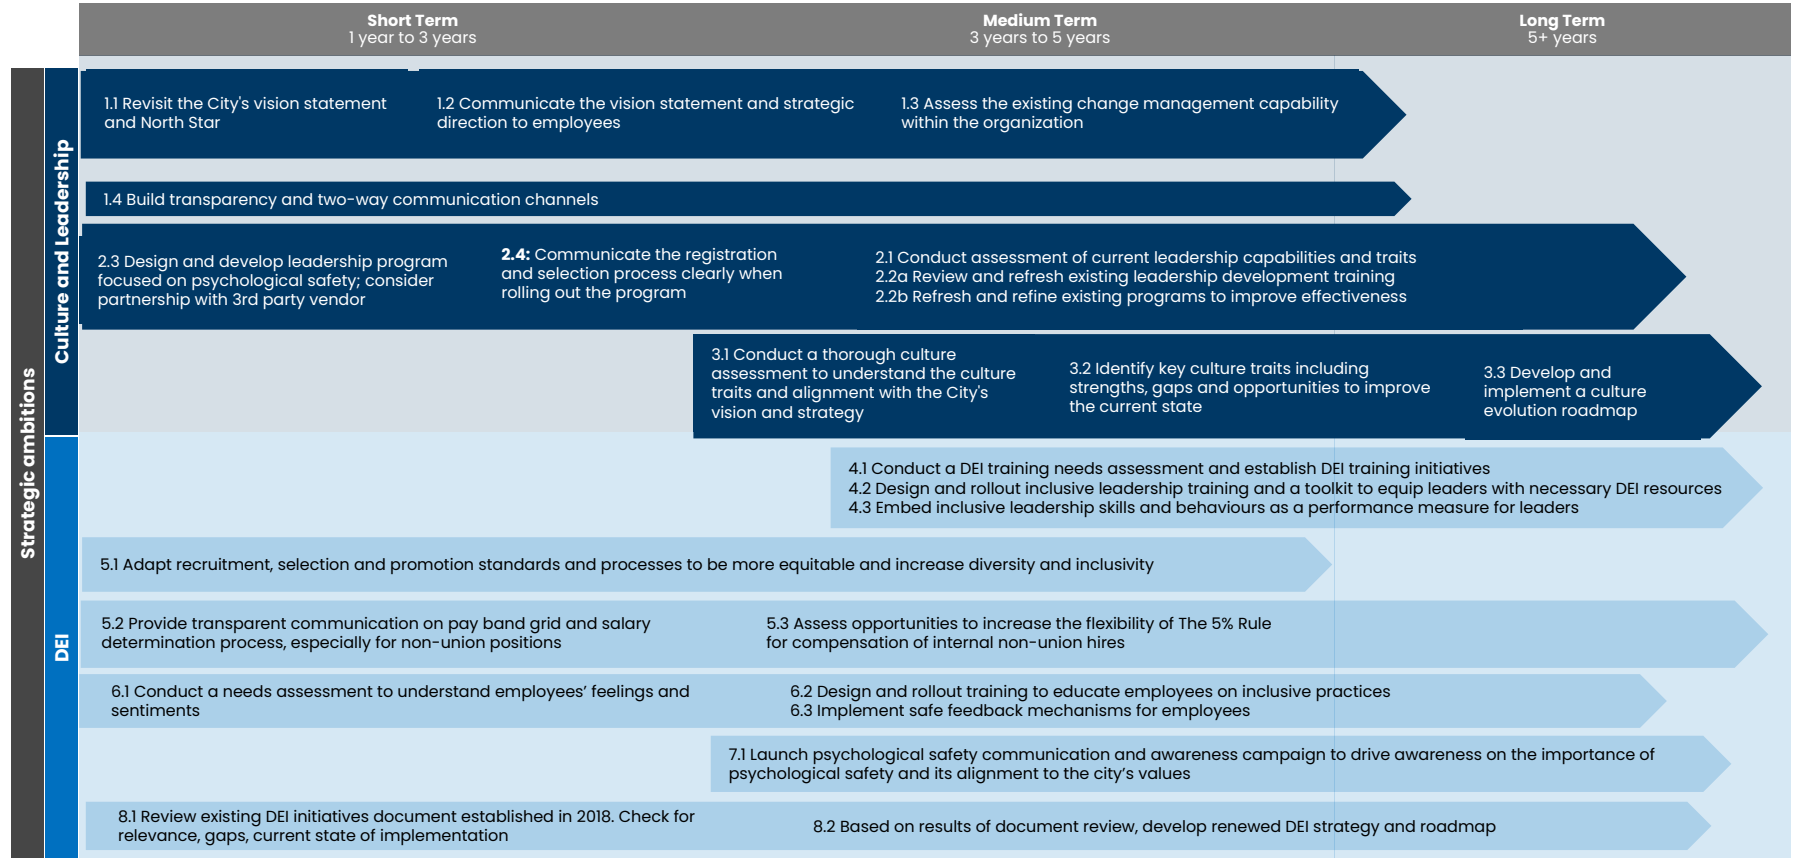 Short Term
1 year to 3 years
Medium Term
3 years to 5 years
Long Term
5+ years
Strategic ambitions
Culture and Leadership
1.1 Revisit the City's vision statement
and North Star
1.2 Communicate the vision statement and strategic
direction to employees
1.3 Assess the existing change management capability
within the organization
1.4 Build transparency and two-way communication channels
2.3 Design and develop leadership program
focused on psychological safety; consider
partnership with 3rd party vendor
2.4: Communicate the registration
and selection process clearly when
rolling out the program
2.1 Conduct assessment of current leadership capabilities and traits
2.2a Review and refresh existing leadership development training
2.2b Refresh and refine existing programs to improve effectiveness
3.1 Conduct a thorough culture
assessment to understand the culture
traits and alignment with the City's
vision and strategy
3.2 Identify key culture traits including
strengths, gaps and opportunities to improve
the current state
3.3 Develop and
implement a culture
evolution roadmap
DEI
4.1 Conduct a DEI training needs assessment and establish DEI training initiatives
4.2 Design and rollout inclusive leadership training and a toolkit to equip leaders with necessary DEI resources
4.3 Embed inclusive leadership skills and behaviours as a performance measure for leaders
5.1 Adapt recruitment, selection and promotion standards and processes to be more equitable and increase diversity and inclusivity
5.2 Provide transparent communication on pay band grid and salary
determination process, especially for non-union positions
5.3 Assess opportunities to increase the flexibility of The 5% Rule
for compensation of internal non-union hires
6.1 Conduct a needs assessment to understand employees’ feelings and
sentiments
6.2 Design and rollout training to educate employees on inclusive practices
6.3 Implement safe feedback mechanisms for employees
7.1 Launch psychological safety communication and awareness campaign to drive awareness on the importance of
psychological safety and its alignment to the city’s values
8.1 Review existing DEI initiatives document established in 2018. Check for
relevance, gaps, current state of implementation
8.2 Based on results of document review, develop renewed DEI strategy and roadmap